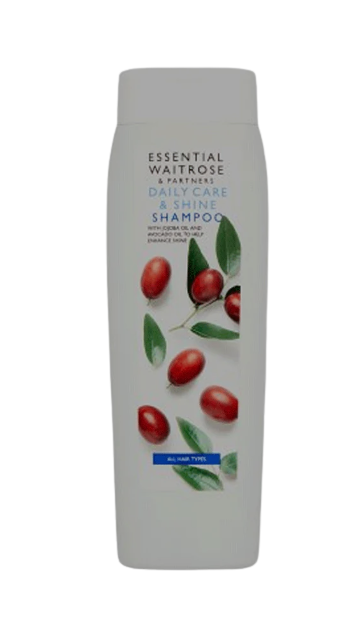 ESSENTIAL
WAITROSE
& PARTNERS
DAILY CARE
& SHINE
SHAMPOO
WITH JOJOBA OIL AND
AVOCADO OIL TO HELP
ENHANCE SHINE
ALL HAIR TYPES